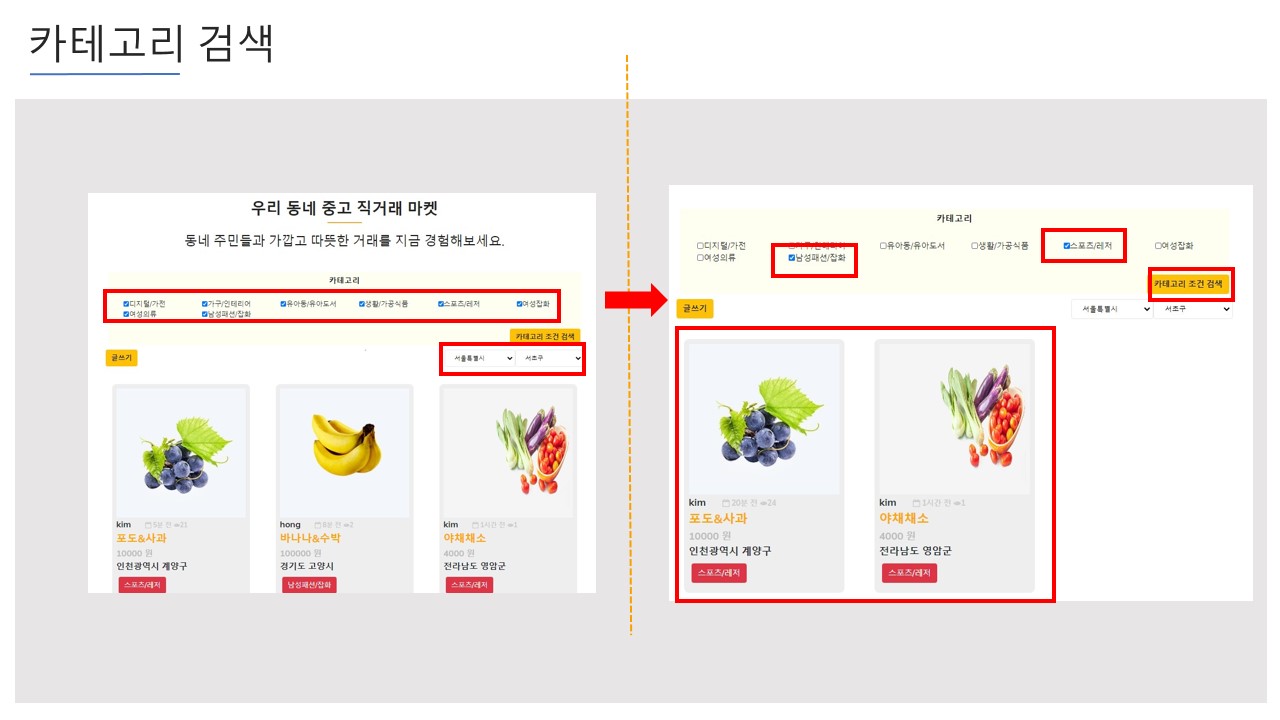 카테고리 검색
우리 동네 중고 직거래 마켓
동네 주민들과 가깝고 따뜻한 거래를 지금 경험해보세요.
카테고리
디지털/가전 가구/인테리어 유아동/유아도서 생활/가공식품 스포츠/레저 여성잡화
여성의류 남성패션/잡화
카테고리 조건 검색
글쓰기
서울특별시 서초구
kim 5분 전 21
포도&사과
10000 원
인천광역시 계양구
스포츠/레저
hong 8분 전 2
바나나&수박
100000 원
경기도 고양시
남성패션/잡화
kim 1시간 전 1
야채채소
4000 원
전라남도 영암군
스포츠/레저
카테고리
디지털/가전 가구/인테리어 유아동/유아도서 생활/가공식품 스포츠/레저 여성잡화
여성의류 남성패션/잡화
카테고리 조건 검색
글쓰기
서울특별시 서초구
kim 20분 전 24
포도&사과
10000 원
인천광역시 계양구
스포츠/레저
kim 1시간 전 1
야채채소
4000 원
전라남도 영암군
스포츠/레저